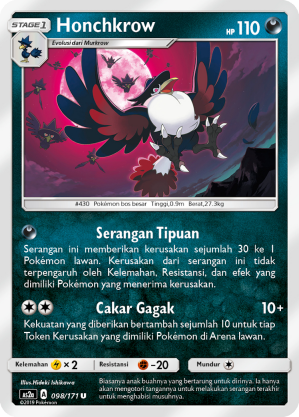 STAGE 1 Honchkrow HP 110
Evolusi dari Murkrow
#430 Pokémon bos besar Tinggi,0.9m Berat,27.3kg
Serangan Tipuan
Serangan ini memberikan kerusakan sejumlah 30 ke 1
Pokémon lawan. Kerusakan dari serangan ini tidak
terpengaruh oleh Kelemahan, Resistansi, dan efek yang
dimiliki Pokémon yang menerima kerusakan.
Cakar Gagak 10+
Kekuatan yang diberikan bertambah sejumlah 10 untuk tiap
Token Kerusakan yang dimiliki Pokémon di Arena lawan.
Kelemahan ×2 Resistansi -20 Mundur
Illus.Hideki Ishikawa
AS2a A 098/171 U
©2019 Pokémon
Biasanya anak buahnya yang bertarung untuk dirinya. Ia hanya
akan mengotori tangannya untuk melakukan serangan
terakhir dan menghabisi musuhnya.